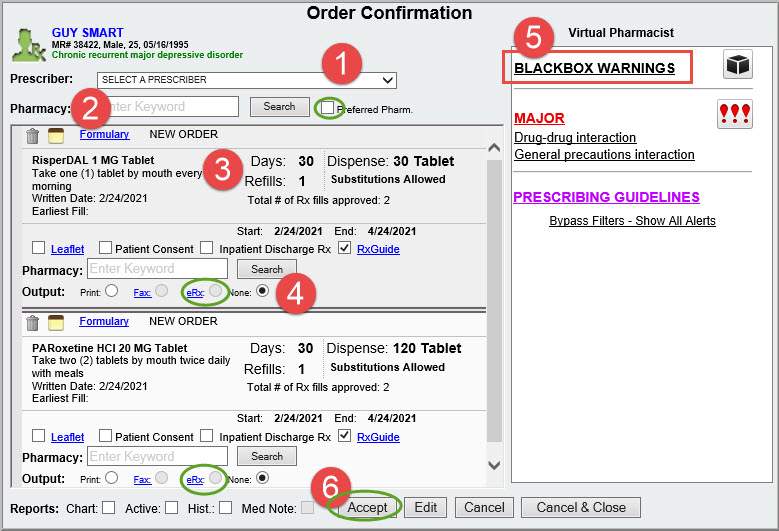 Order Confirmation
GUY SMART
MR# 38422, Male, 25, 05/16/1995
Chronic recurrent major depressive disorder
1
Prescriber: SELECT A PRESCRIBER
Pharmacy: 2 Enter Keyword Search Preferred Pharm.
Formulary NEW ORDER
RisperDAL 1 MG Tablet
Take one (1) tablet by mouth every
morning
Written Date: 2/24/2021
Earliest Fill:
3
Days: 30 Dispense: 30 Tablet
Refills: 1 Substitutions Allowed
Total # of Rx fills approved: 2
Start: 2/24/2021 End: 4/24/2021
Leaflet Patient Consent Inpatient Discharge Rx RxGuide
Pharmacy: Enter Keyword Search
Output: Print: Fax: eRx: None: 4
Formulary NEW ORDER
PARoxetine HCl 20 MG Tablet
Take two (2) tablets by mouth twice daily
with meals
Written Date: 2/24/2021
Earliest Fill:
Days: 30 Dispense: 120 Tablet
Refills: 1 Substitutions Allowed
Total # of Rx fills approved: 2
Start: 2/24/2021 End: 4/24/2021
Leaflet Patient Consent Inpatient Discharge Rx RxGuide
Pharmacy: Enter Keyword Search
Output: Print: Fax: eRx: None:
6
Reports: Chart: Active: Hist.: Med Note: Accept Edit Cancel Cancel & Close
5
Virtual Pharmacist
BLACKBOX WARNINGS
MAJOR
Drug-drug interaction
General precautions interaction
PRESCRIBING GUIDELINES
Bypass Filters - Show All Alerts